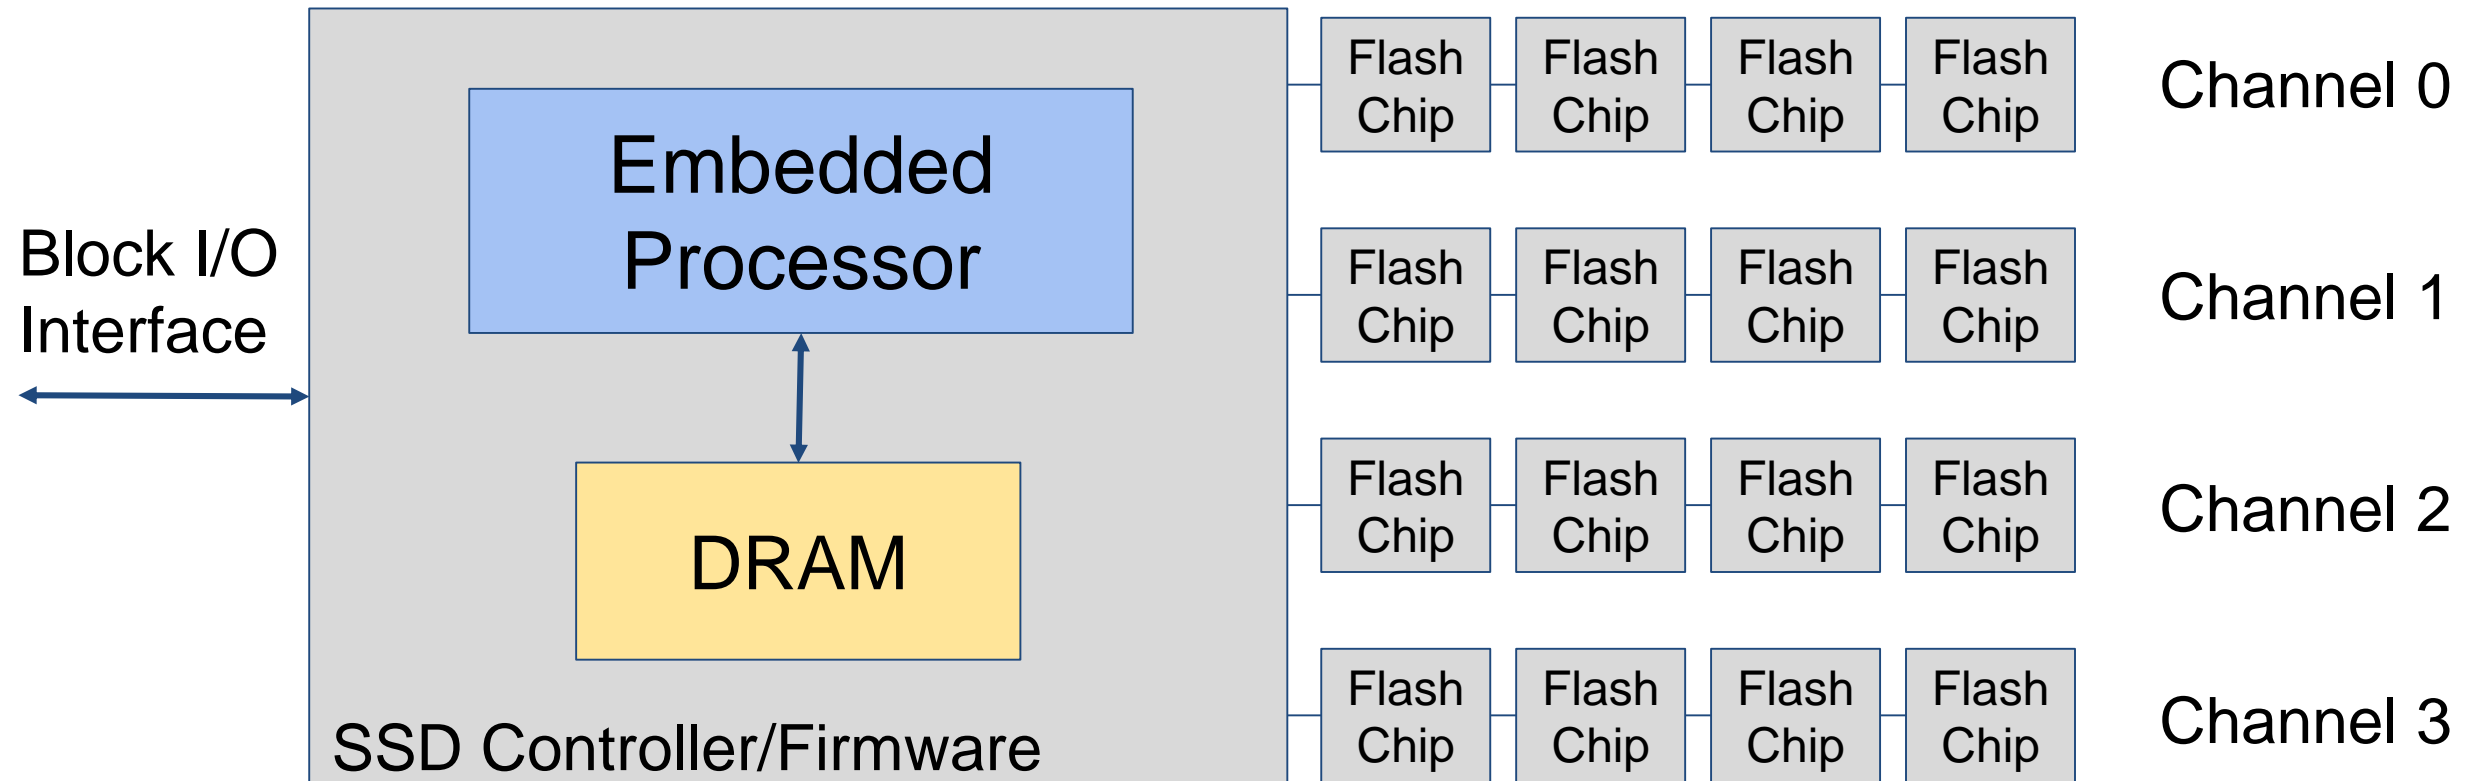 Block I/O
Interface
Embedded
Processor
DRAM
SSD Controller/Firmware
Flash
Chip
Flash
Chip
Flash
Chip
Flash
Chip
Channel 0
Flash
Chip
Flash
Chip
Flash
Chip
Flash
Chip
Channel 1
Flash
Chip
Flash
Chip
Flash
Chip
Flash
Chip
Channel 2
Flash
Chip
Flash
Chip
Flash
Chip
Flash
Chip
Channel 3